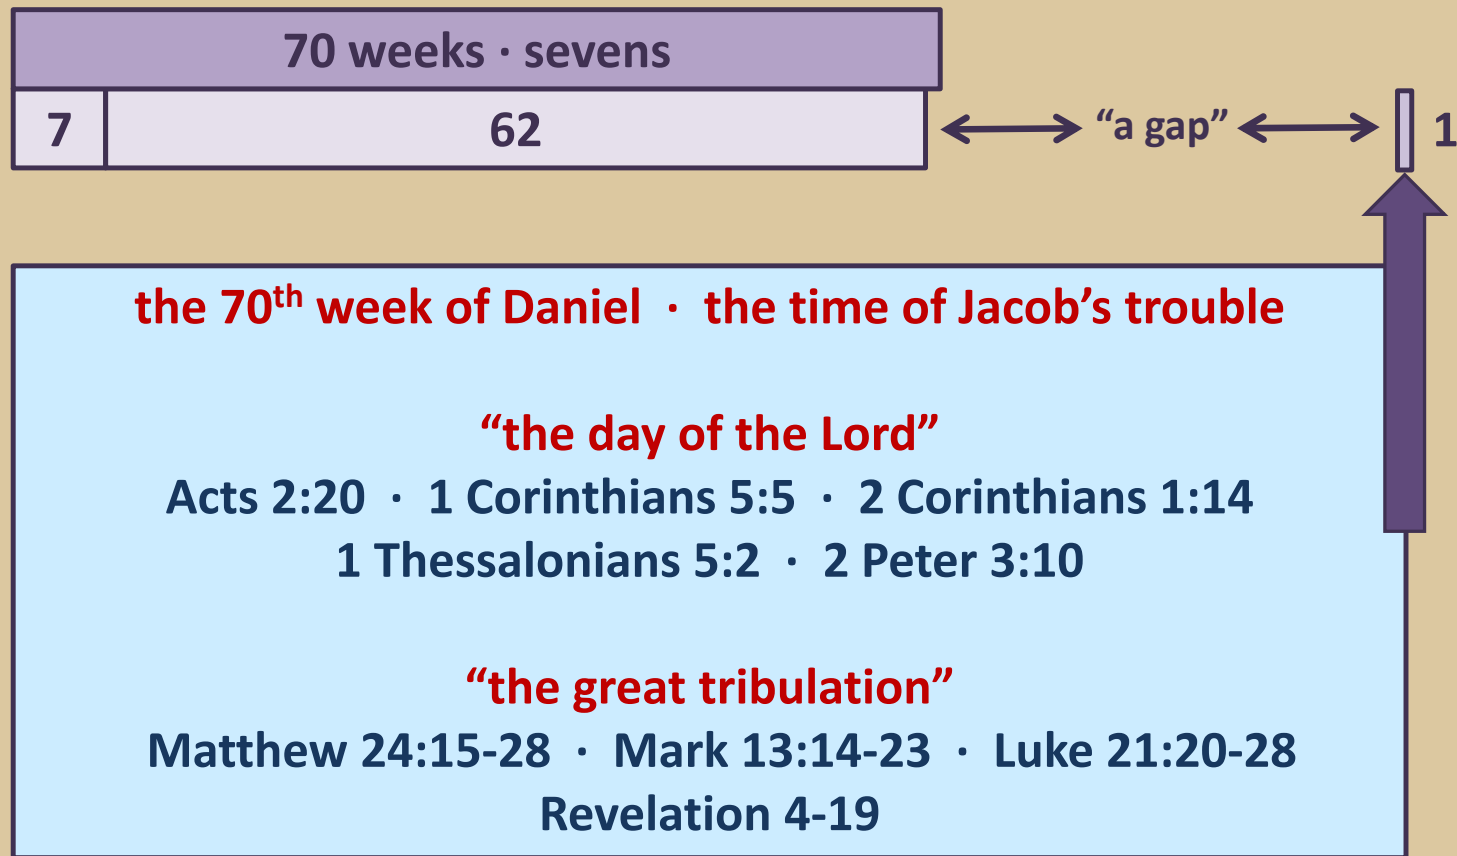 70 weeks · sevens
7 62 “a gap” 1
the 70th week of Daniel · the time of Jacob’s trouble
“the day of the Lord”
Acts 2:20 · 1 Corinthians 5:5 · 2 Corinthians 1:14
1 Thessalonians 5:2 · 2 Peter 3:10
“the great tribulation”
Matthew 24:15-28 · Mark 13:14-23 · Luke 21:20-28
Revelation 4-19